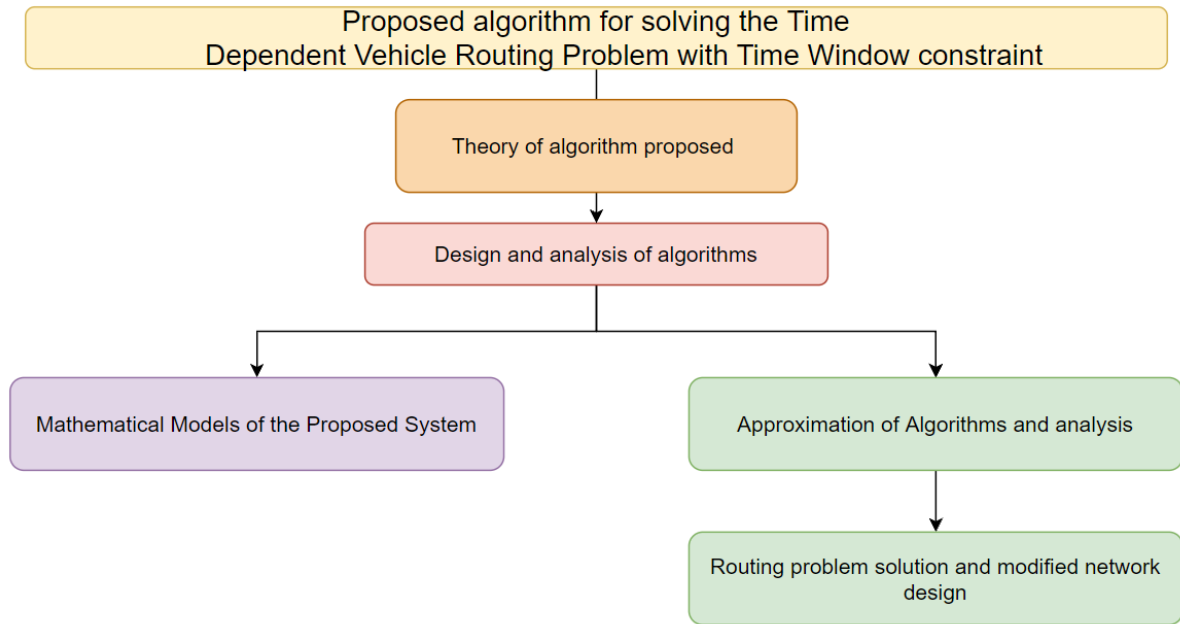 Proposed algorithm for solving the Time
Dependent Vehicle Routing Problem with Time Window constraint
Theory of algorithm proposed
Design and analysis of algorithms
Mathematical Models of the Proposed System
Approximation of Algorithms and analysis
Routing problem solution and modified network
design